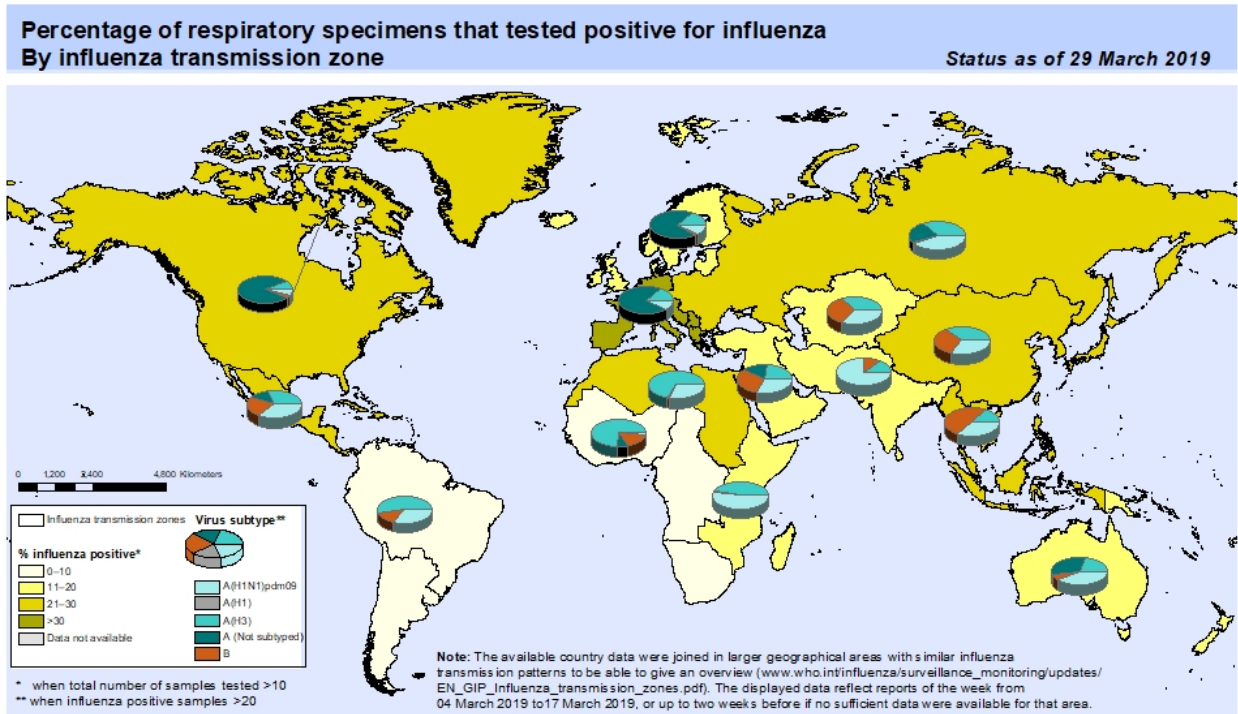 Percentage of respiratory specimens that tested positive for influenza
By influenza transmission zone
Status as of 29 March 2019
0 1,200 2,400 4,800 Kilometers
Influenza transmission zones
Virus subtype**
% influenza positive*
0–10
11–20
21–30
>30
Data not available
A(H1N1)pdm09
A(H1)
A(H3)
A (Not subtyped)
B
* when total number of samples tested >10
** when influenza positive samples >20
Note: The available country data were joined in larger geographical areas with similar influenza
transmission patterns to be able to give an overview (www.who.int/influenza/surveillance_monitoring/updates/
EN_GIP_Influenza_transmission_zones.pdf). The displayed data reflect reports of the week from
04 March 2019 to17 March 2019, or up to two weeks before if no sufficient data were available for that area.